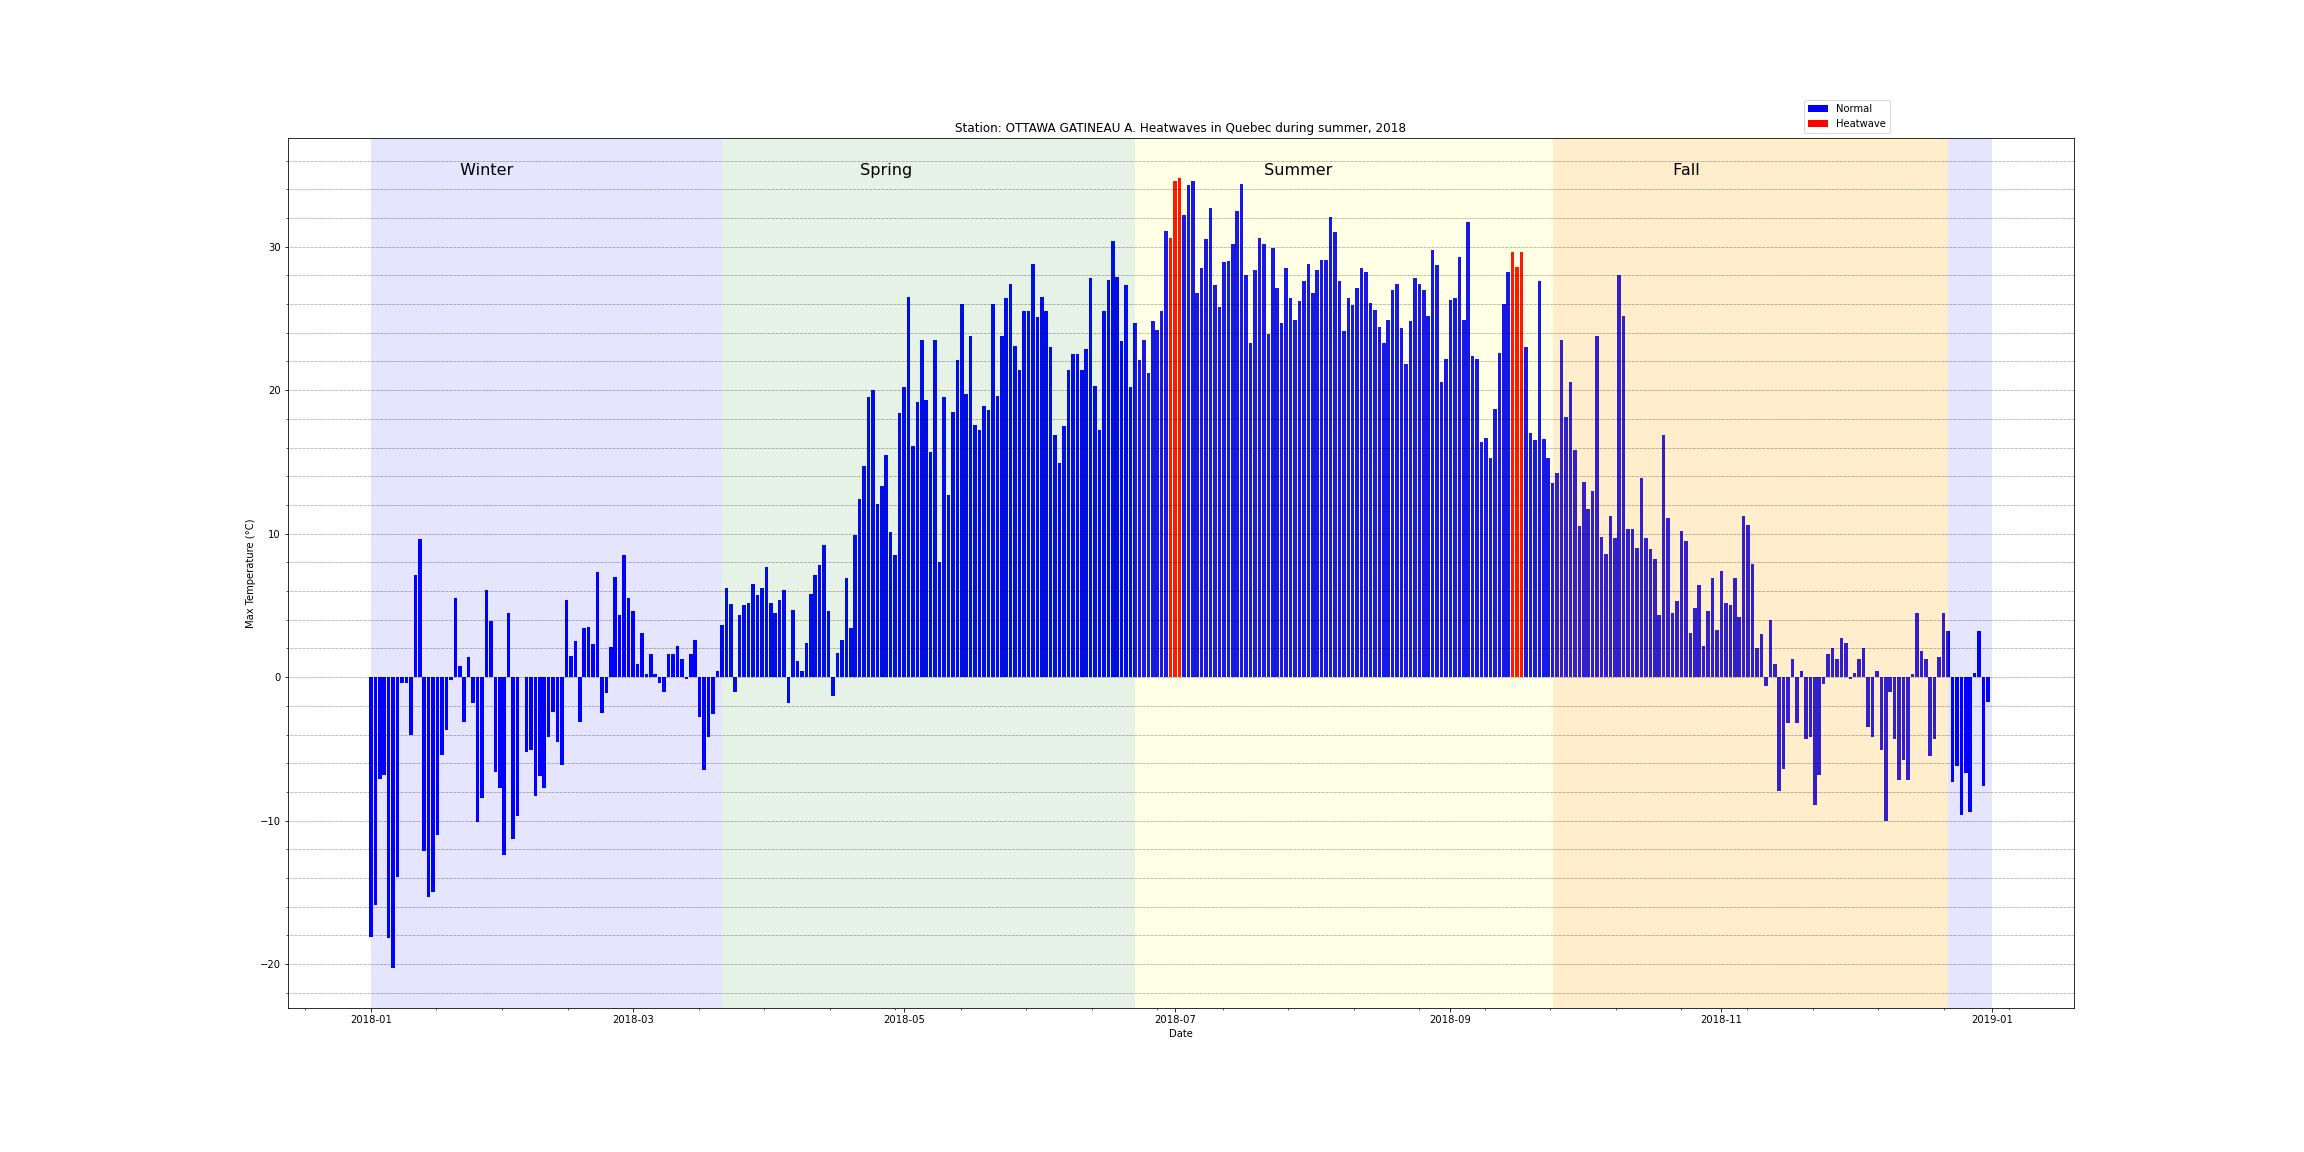 Normal
Heatwave
Station: OTTAWA GATINEAU A. Heatwaves in Quebec during summer, 2018
Winter
Spring
Summer
Fall
30
20
10
0
−10
−20
Max Temperature (°C)
2018-01
2018-03
2018-05
2018-07
2018-09
2018-11
2019-01
Date